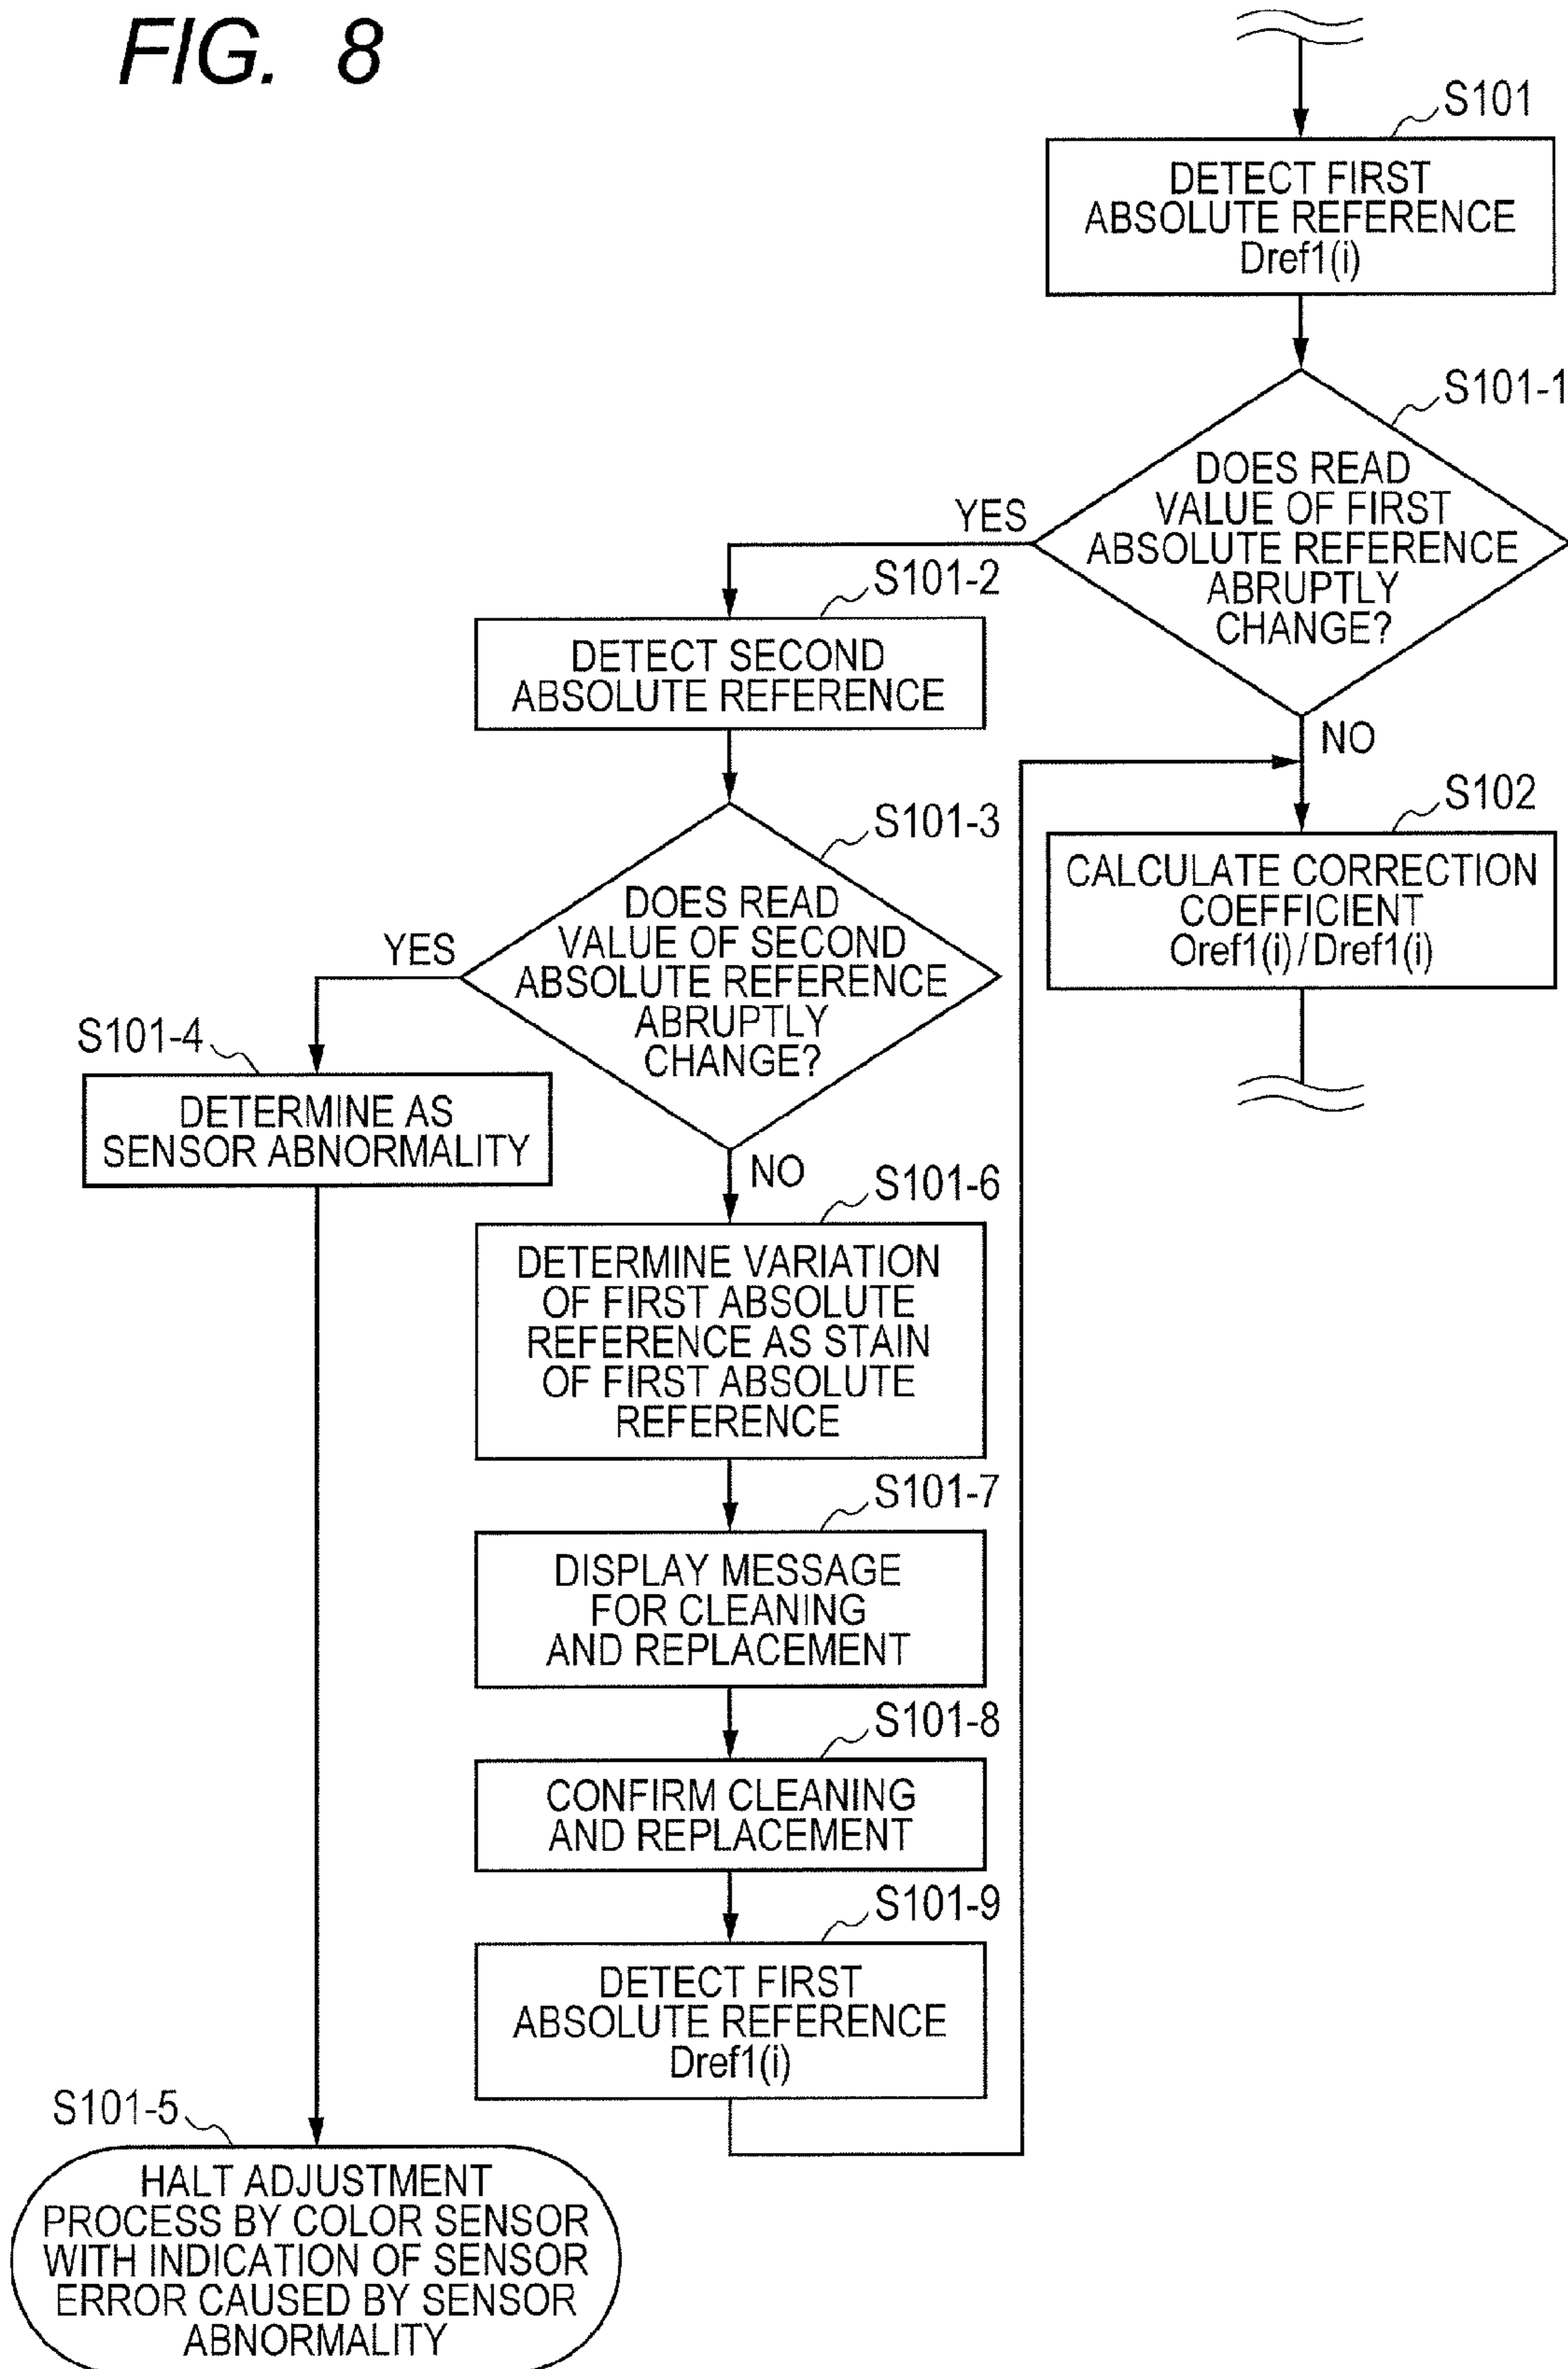 FIG. 8
S101
DETECT FIRST
ABSOLUTE REFERENCE
Dref1(i)
S101-1
DOES READ
VALUE OF FIRST
ABSOLUTE REFERENCE
ABRUPTLY
CHANGE?
YES
NO
S101-2
DETECT SECOND
ABSOLUTE REFERENCE
S101-3
DOES READ
VALUE OF SECOND
ABSOLUTE REFERENCE
ABRUPTLY
CHANGE?
YES
NO
S102
CALCULATE CORRECTION
COEFFICIENT
Oref1(i)/Dref1(i)
S101-4
DETERMINE AS
SENSOR ABNORMALITY
S101-6
DETERMINE VARIATION
OF FIRST ABSOLUTE
REFERENCE AS STAIN
OF FIRST ABSOLUTE
REFERENCE
S101-7
DISPLAY MESSAGE
FOR CLEANING
AND REPLACEMENT
S101-8
CONFIRM CLEANING
AND REPLACEMENT
S101-9
DETECT FIRST
ABSOLUTE REFERENCE
Dref1(i)
S101-5
HALT ADJUSTMENT
PROCESS BY COLOR SENSOR
WITH INDICATION OF SENSOR
ERROR CAUSED BY SENSOR
ABNORMALITY